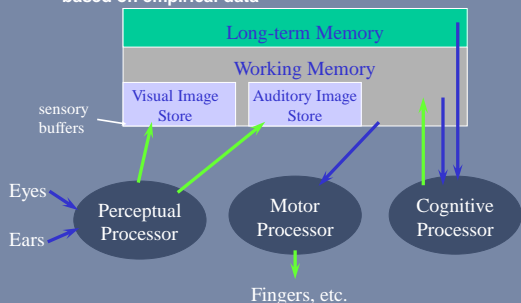 based on empirical data
Long-term Memory
Working Memory
Visual Image
Store
Auditory Image
Store
sensory
buffers
Eyes
Ears
Perceptual
Processor
Motor
Processor
Cognitive
Processor
Fingers, etc.